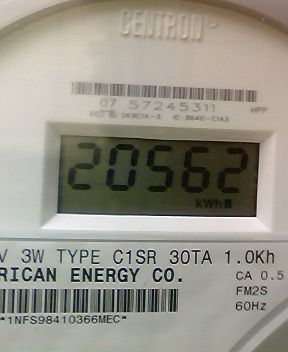 CENTRON®
07 57245311 HPP
20562
kWh
V 3W TYPE C1SR 30TA 1.0Kh
RICAN ENERGY CO. CA 0.5
FM2S
60Hz
*1NFS98410366MEC*